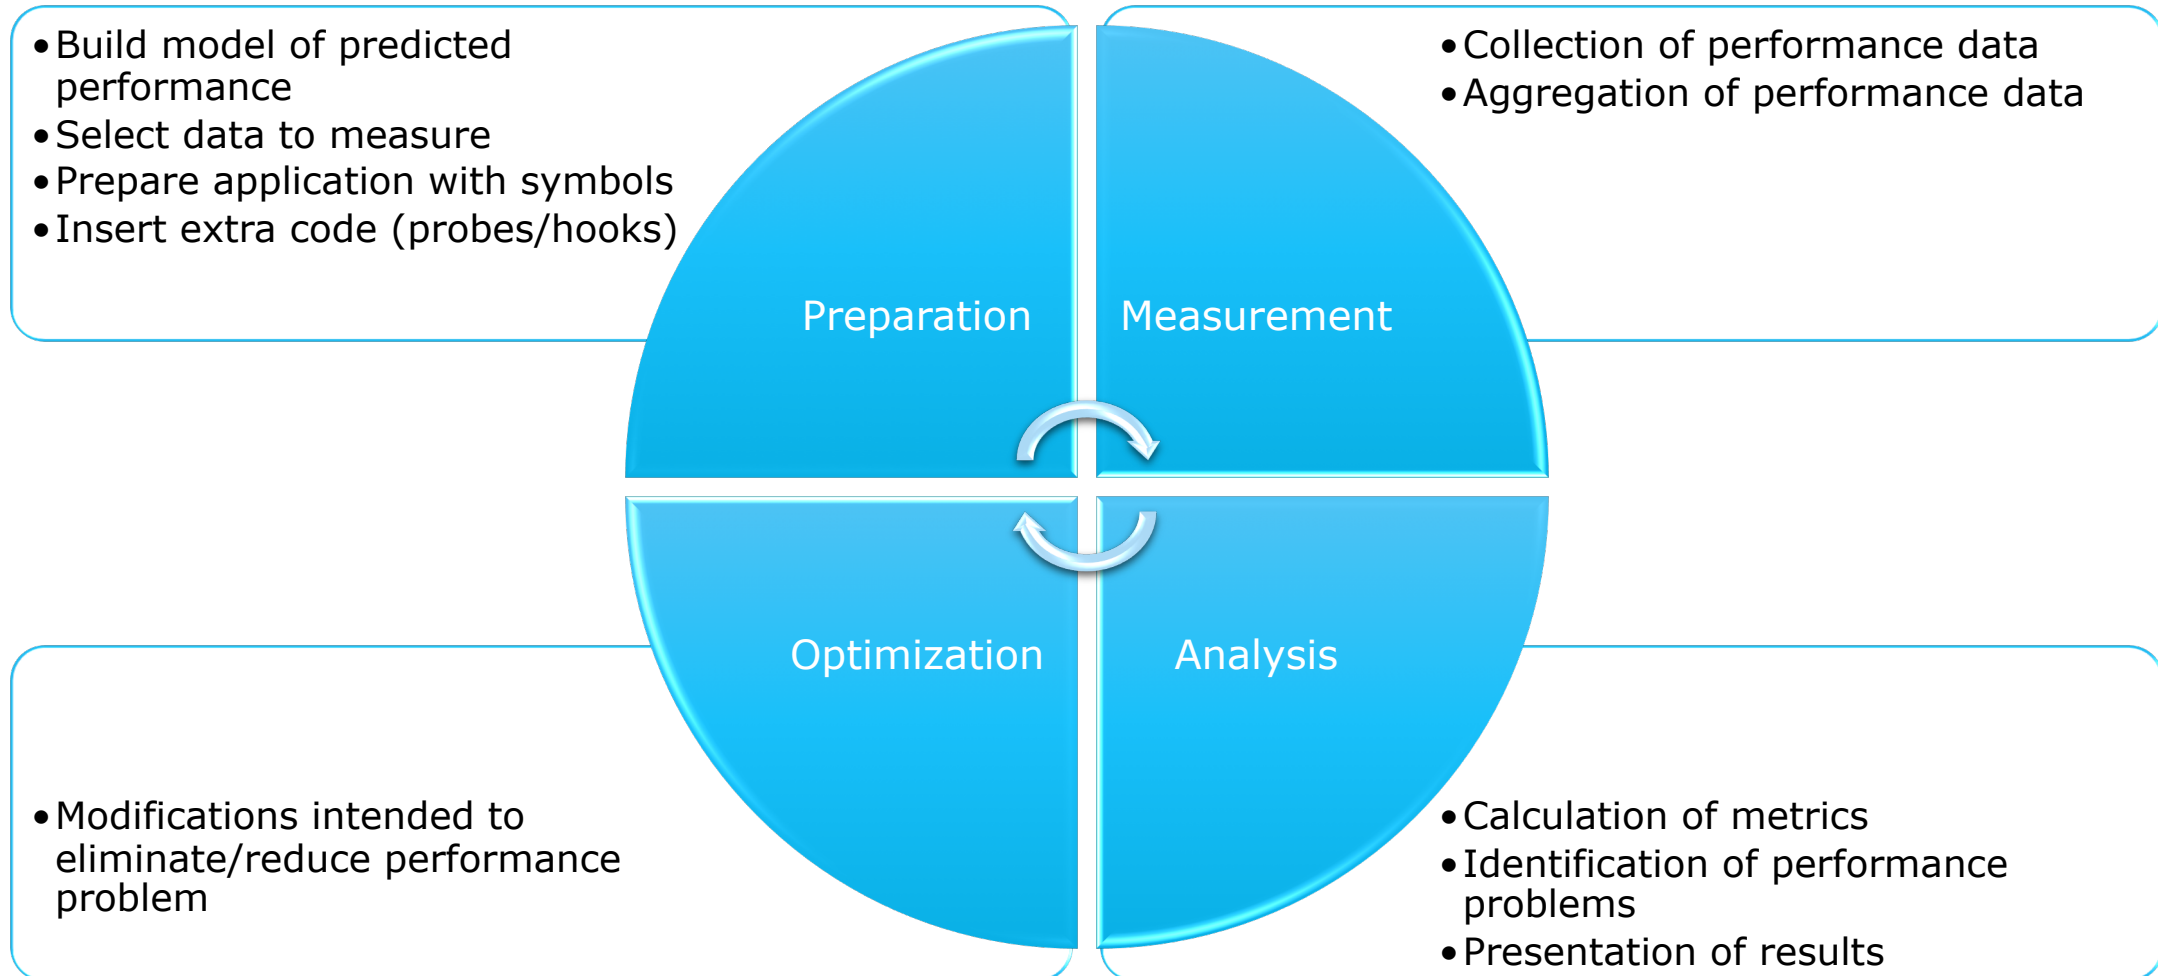 •Build model of predicted
performance
•Select data to measure
•Prepare application with symbols
•Insert extra code (probes/hooks)
•Collection of performance data
•Aggregation of performance data
Preparation
Measurement
Optimization
Analysis
•Modifications intended to
eliminate/reduce performance
problem
•Calculation of metrics
•Identification of performance
problems
•Presentation of results